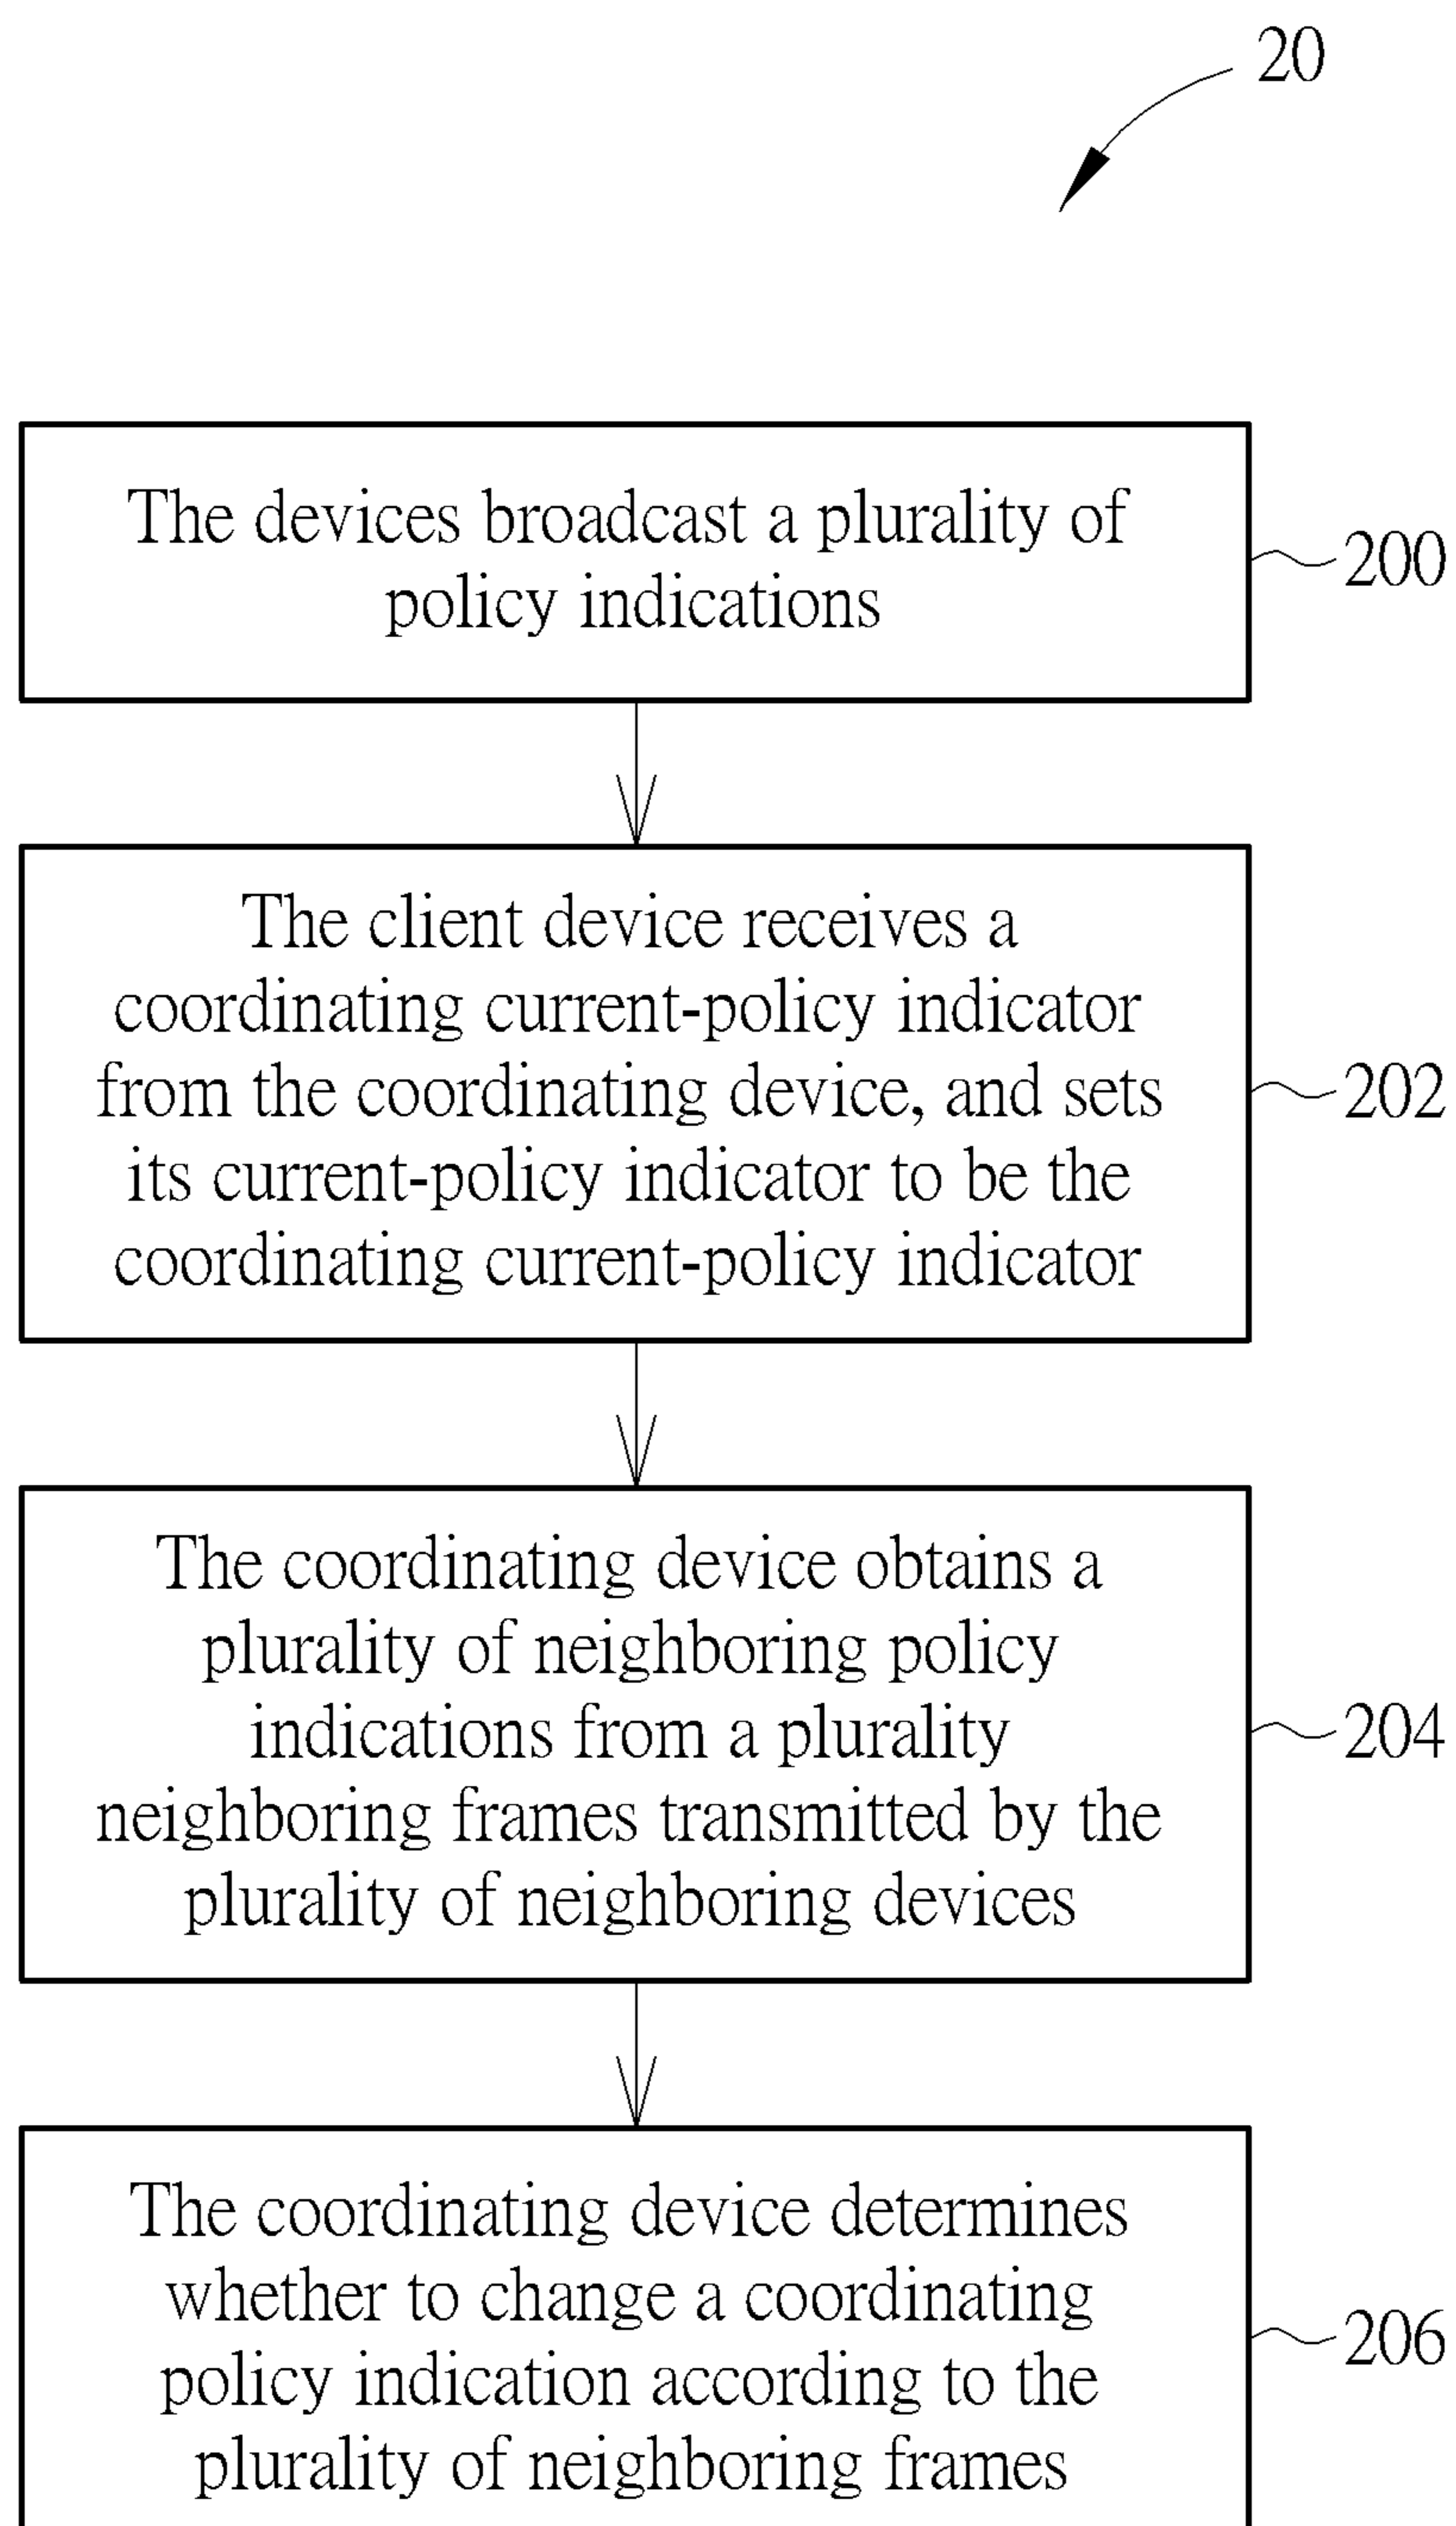 20
The devices broadcast a plurality of
policy indications
200
The client device receives a
coordinating current-policy indicator
from the coordinating device, and sets
its current-policy indicator to be the
coordinating current-policy indicator
202
The coordinating device obtains a
plurality of neighboring policy
indications from a plurality
neighboring frames transmitted by the
plurality of neighboring devices
204
The coordinating device determines
whether to change a coordinating
policy indication according to the
plurality of neighboring frames
206